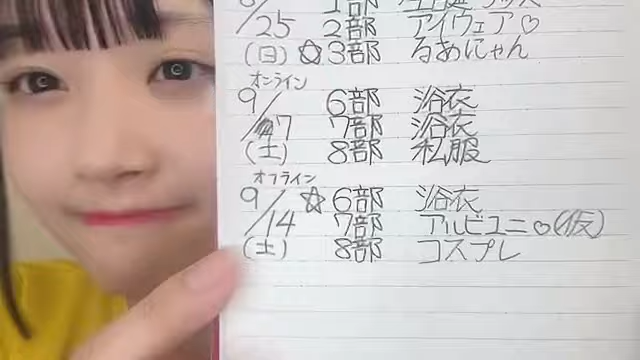 /25 2部 アイウェア♡
(日) ☆3部 るあにゃん
オンライン
9/ 6部 浴衣
/7 7部 浴衣
(土) 8部 私服
オフライン
9/ ☆6部 浴衣
/14 7部 アルビユニ♡(仮)
(土) 8部 コスプレ